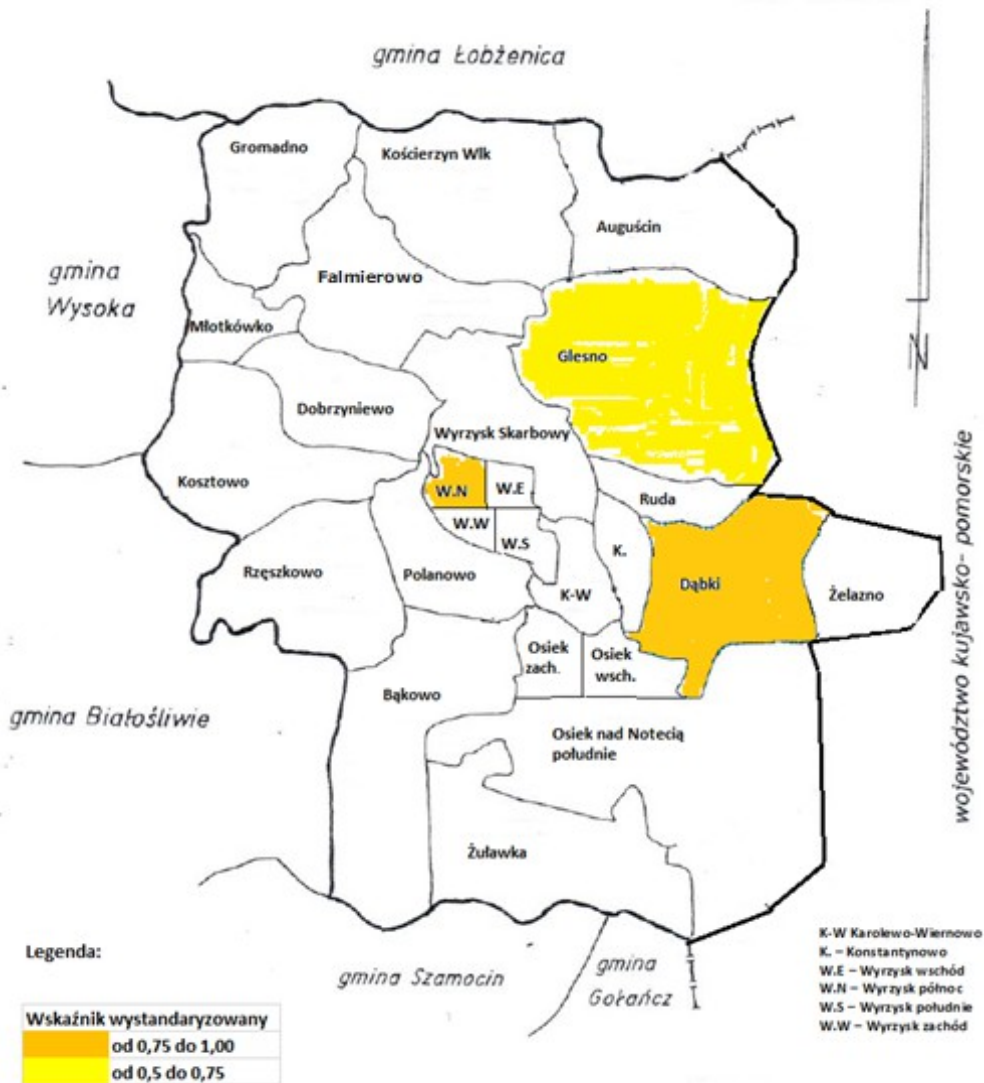 gmina Łobżenica
Gromadno
Kościerzyn Wlk
Auguścin
gmina
Wysoka
Falmierowo
Młotkówko
Glesno
N
Dobrzyniewo
Wyrzysk Skarbowy
Kosztowo
W.N
W.E
Ruda
W.W
W.S
K.
Rzęszkowo
Polanowo
K-W
Dąbki
Żelazno
województwo kujawsko- pomorskie
Osiek
zach.
Osiek
wsch.
Bąkowo
gmina Białośliwie
Osiek nad Notecią
południe
Żuławka
Legenda:
gmina Szamocin
gmina
Gołańcz
K-W Karolewo-Wiernowo
K. – Konstantynowo
W.E – Wyrzysk wschód
W.N – Wyrzysk północ
W.S – Wyrzysk południe
W.W – Wyrzysk zachód
Wskaźnik wystandaryzowany
od 0,75 do 1,00
od 0,5 do 0,75